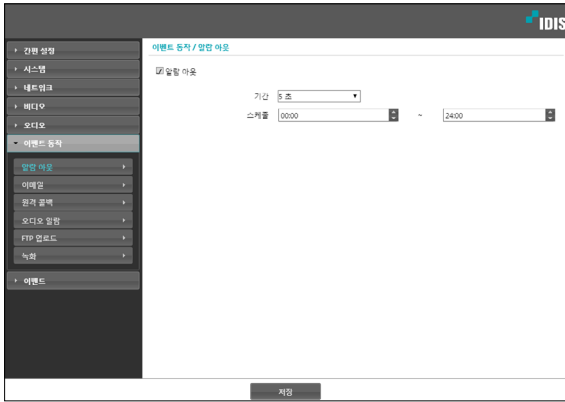 IDIS
간편 설정
시스템
네트워크
비디오
오디오
이벤트 동작
알람 아웃
이메일
원격 콜백
오디오 알람
FTP 업로드
녹화
이벤트
이벤트 동작 / 알람 아웃
알람 아웃
기간 5 초
스케줄 00:00 ~ 24:00
저장